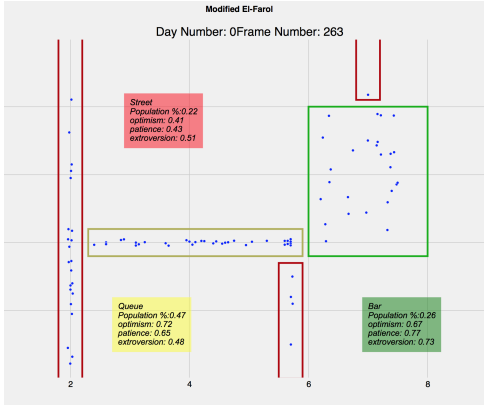 Modified El-Farol
Day Number: 0Frame Number: 263
Street
Population %:0.22
optimism: 0.41
patience: 0.43
extroversion: 0.51
Queue
Population %:0.47
optimism: 0.72
patience: 0.65
extroversion: 0.48
Bar
Population %:0.26
optimism: 0.67
patience: 0.77
extroversion: 0.73
2
4
6
8